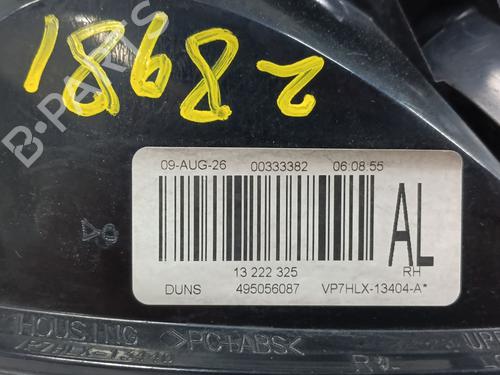 18682
09-AUG-26 00333382 06:08:55
AL
13 222 325 RH
DUNS 495056087 VP7HLX-13404-A*
HOUSING >PC+ABS<
B-PARTS